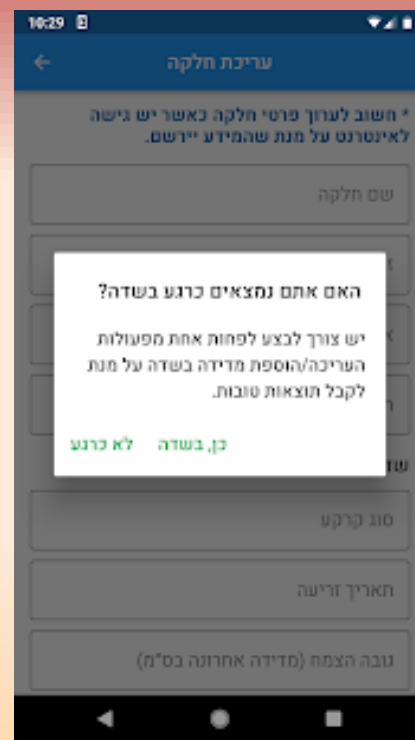 10:29
עריכת חלקה
* חשוב לערוך פרטי חלקה כאשר יש גישה
לאינטרנט על מנת שהמידע יירשם.
שם חלקה
האם אתם נמצאים כרגע בשדה?
יש צורך לבצע לפחות אחת מפעולות
העריכה/הוספת מדידה בשדה על מנת
לקבל תוצאות טובות.
כן, בשדה לא כרגע
סוג קרקע
תאריך זריעה
גובה הצמח (מדידה אחרונה בס"מ)